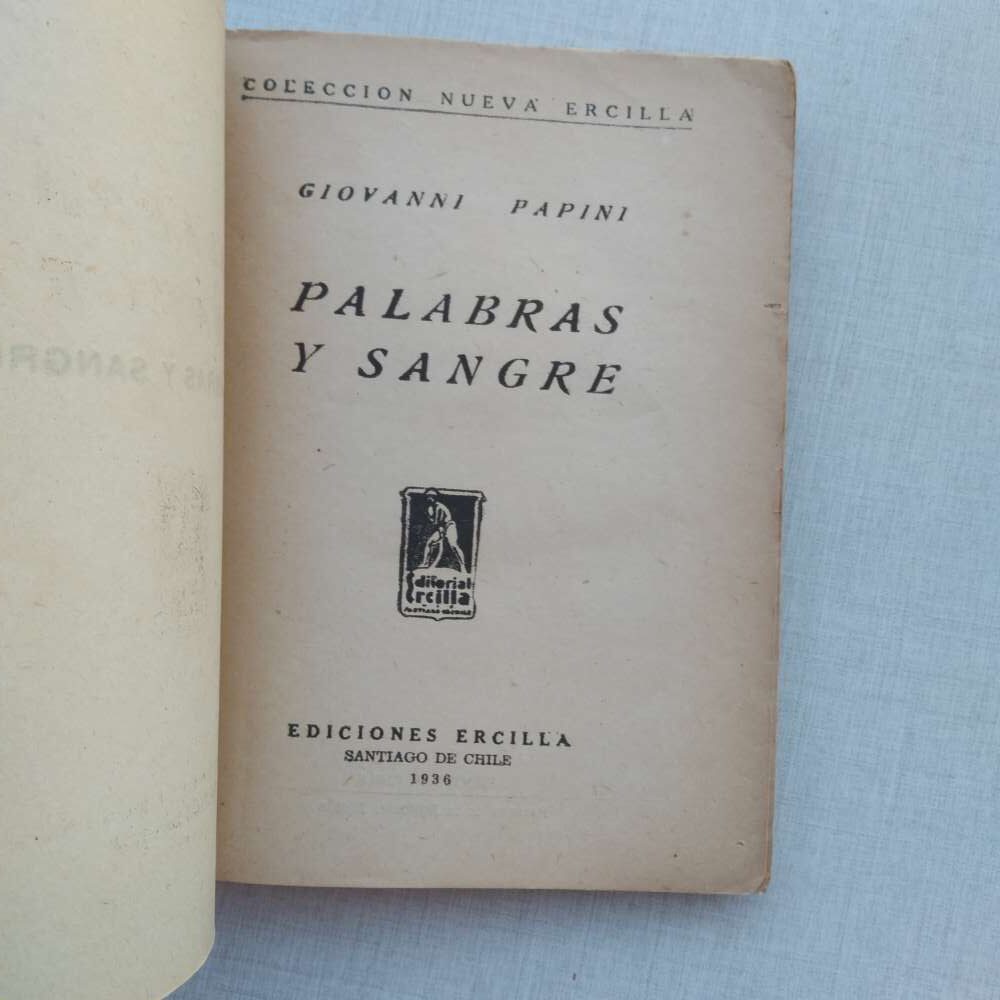 COLECCION NUEVA ERCILLA
GIOVANNI PAPINI
PALABRAS
Y SANGRE
Editorial
Ercilla
EDICIONES ERCILLA
SANTIAGO DE CHILE
1936